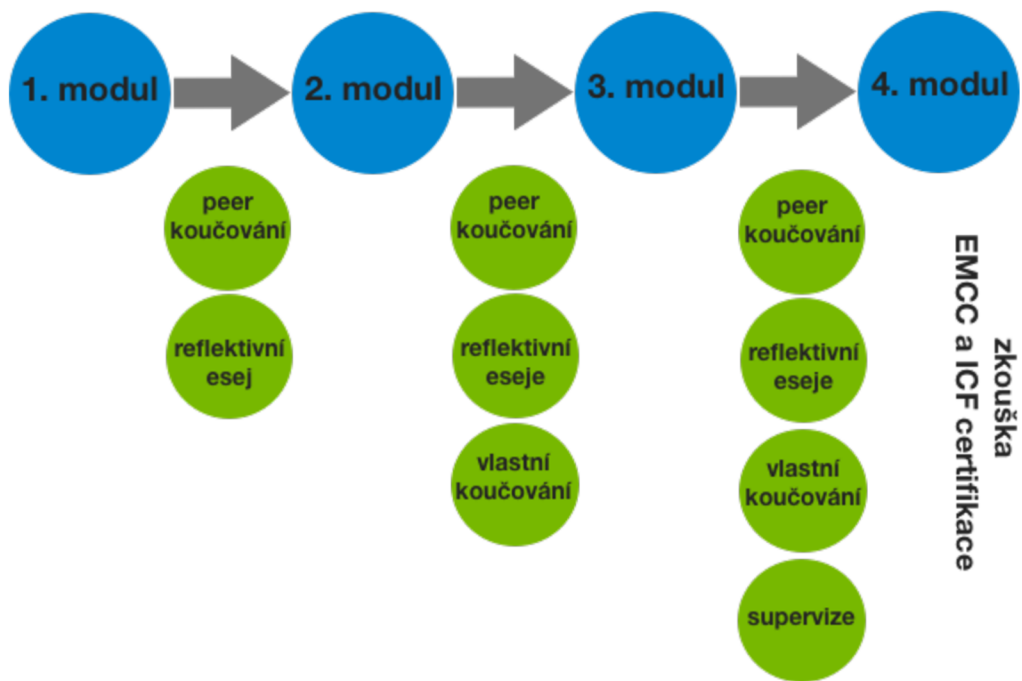 1. modul
2. modul
3. modul
4. modul
peer
koučování
reflektivní
esej
peer
koučování
reflektivní
eseje
vlastní
koučování
peer
koučování
reflektivní
eseje
vlastní
koučování
supervize
zkouška
EMCC a ICF certifikace